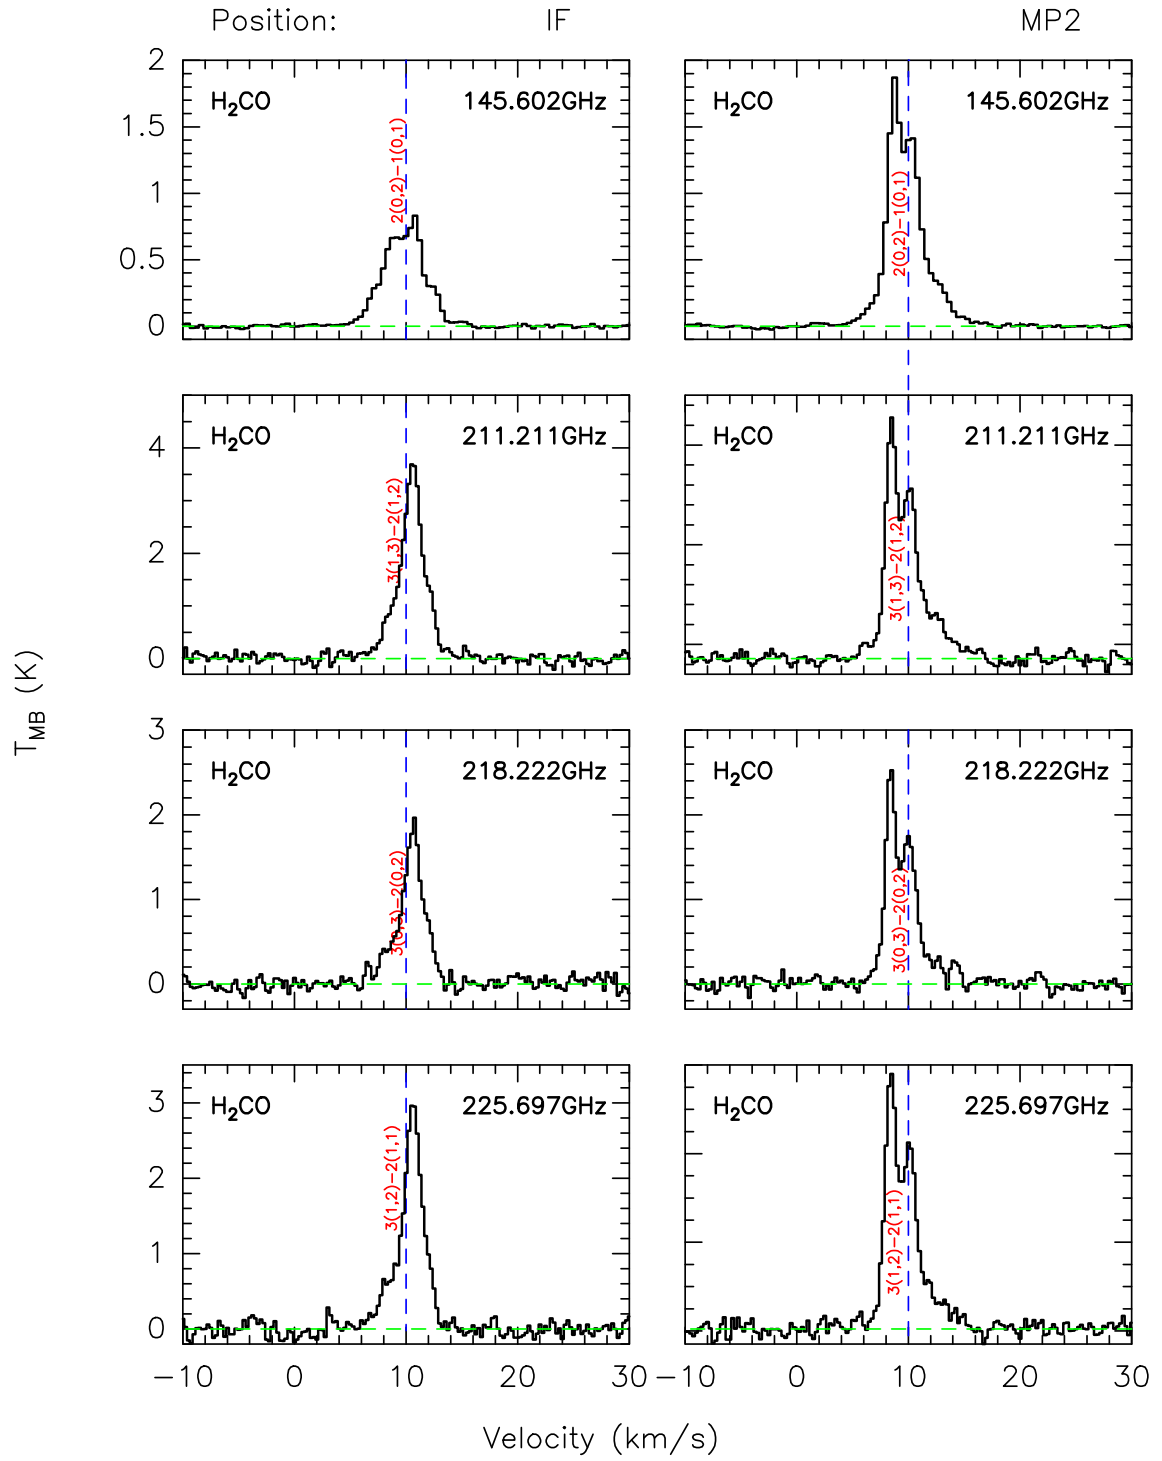 Position: IF MP2
2
1.5
1
0.5
0
H₂CO 145.602GHz
2(0,2)−1(0,1)
H₂CO 145.602GHz
2(0,2)−1(0,1)
4
2
0
H₂CO 211.211GHz
3(1,3)−2(1,2)
H₂CO 211.211GHz
3(1,3)−2(1,2)
T_MB (K)
3
2
1
0
H₂CO 218.222GHz
3(0,3)−2(0,2)
H₂CO 218.222GHz
3(0,3)−2(0,2)
3
2
1
0
H₂CO 225.697GHz
3(1,2)−2(1,1)
H₂CO 225.697GHz
3(1,2)−2(1,1)
−10 0 10 20 30 −10 0 10 20 30
Velocity (km/s)